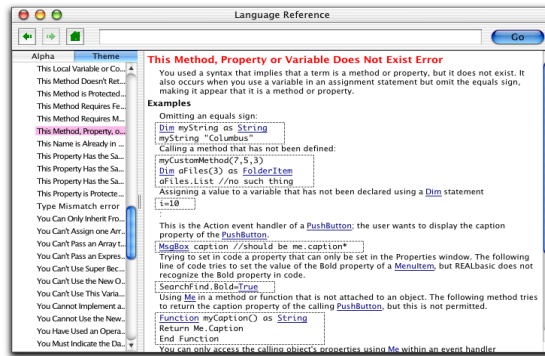 Language Reference
Go
Alpha
Theme
This Local Variable or Co...
This Method Doesn't Ret...
This Method is Protected...
This Method Requires Fe...
This Method Requires M...
This Method, Property, o...
This Name is Already in ...
This Property Has the Sa...
This Property Has the Sa...
This Property Has the Sa...
This Property is Protecte...
Type Mismatch error
You Can Only Inherit Fro...
You Can't Assign one Arr...
You Can't Pass an Array t...
You Can't Pass an Expres...
You Can't Use Super Bec...
You Can't Use the New O...
You Can't Use This Varia...
You Cannot Implement a...
You Cannot Use the New...
You Have Used an Opera...
You Must Indicate the Da...
This Method, Property or Variable Does Not Exist Error
You used a syntax that implies that a term is a method or property, but it does not exist. It
also occurs when you use a variable in an assignment statement but omit the equals sign,
making it appear that it is a method or property.
Examples
Omitting an equals sign:
Dim myString as String
myString "Columbus"
Calling a method that has not been defined:
myCustomMethod(7,5,3)
Dim aFiles(3) as FolderItem
aFiles.List //no such thing
Assigning a value to a variable that has not been declared using a Dim statement
i=10
:
This is the Action event handler of a PushButton; the user wants to display the caption
property of the PushButton.
MsgBox caption //should be me.caption*
Trying to set in code a property that can only be set in the Properties window. The following
line of code tries to set the value of the Bold property of a MenuItem, but REALbasic does not
recognize the Bold property in code.
SearchFind.Bold=True
Using Me in a method or function that is not attached to an object. The following method tries
to return the caption property of the calling PushButton, but this is not permitted.
Function myCaption() as String
Return Me.Caption
End Function
You can only access the calling object's properties using Me within an event handler